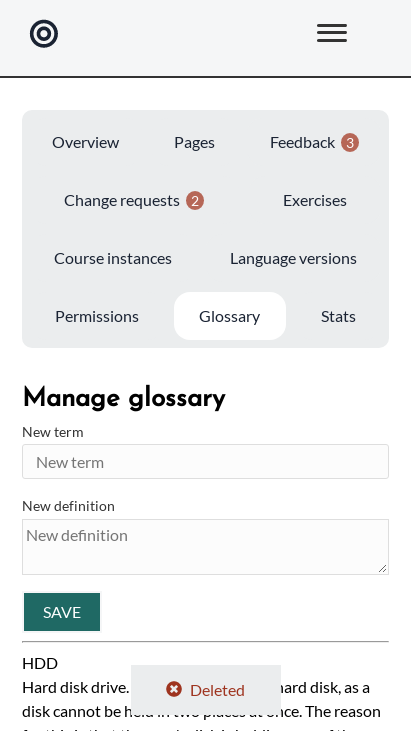 Overview Pages Feedback 3
Change requests 2 Exercises
Course instances Language versions
Permissions Glossary Stats
Manage glossary
New term
New term
New definition
New definition
SAVE
HDD
Hard disk drive. hard disk, as a
Deleted
disk cannot be held in two places at once. The reason